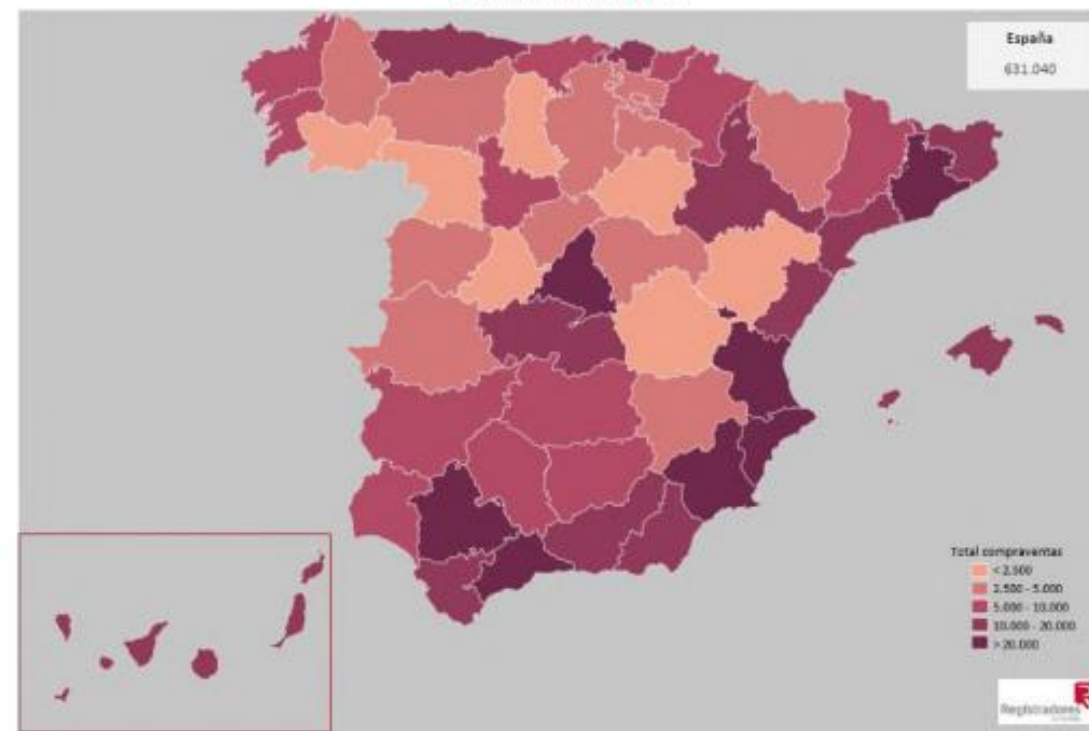 España
631.040
Total compraventas
< 2.500
2.500 - 5.000
5.000 - 10.000
10.000 - 20.000
> 20.000
Registradores